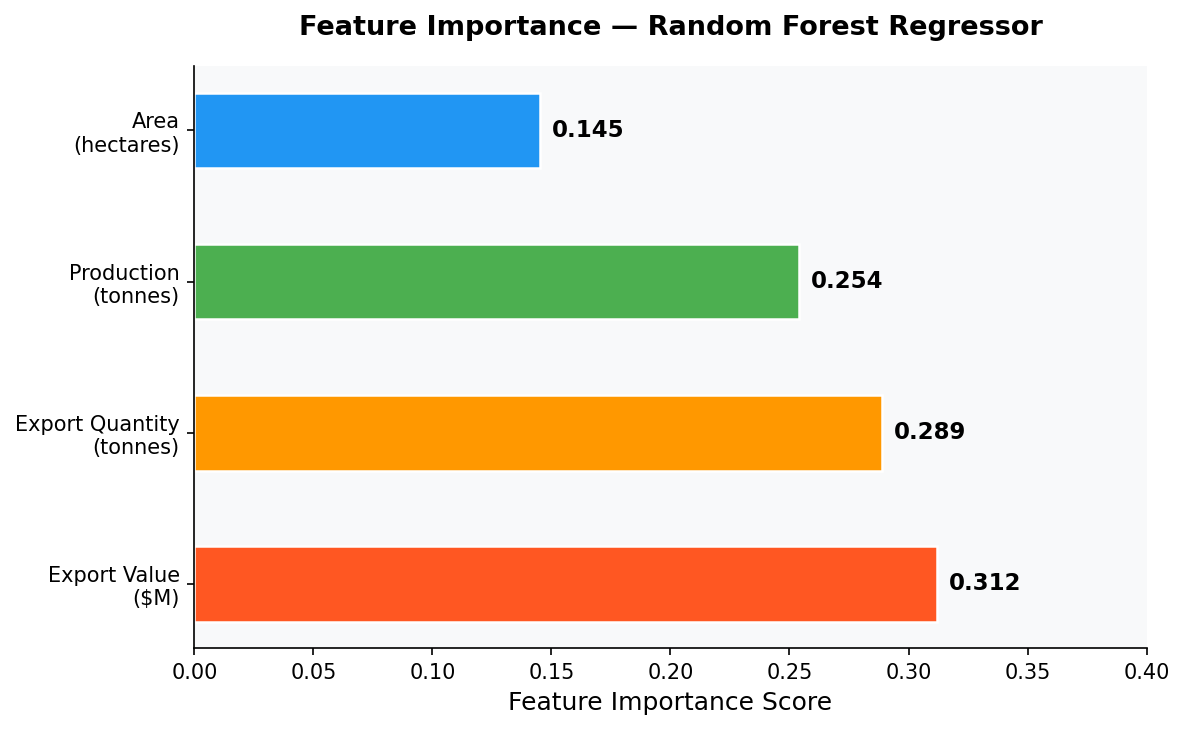 Feature Importance — Random Forest Regressor
Area
(hectares)
0.145
Production
(tonnes)
0.254
Export Quantity
(tonnes)
0.289
Export Value
($M)
0.312
0.00 0.05 0.10 0.15 0.20 0.25 0.30 0.35 0.40
Feature Importance Score